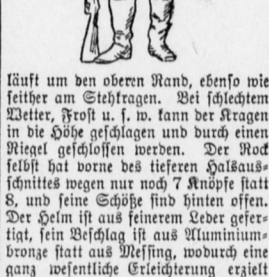 läuft um den oberen Rand, ebenso wie
seither am Stehkragen. Bei schlechtem
Wetter, Frost u. s. w. kann der Kragen
in die Höhe geschlagen und durch einen
Riegel geschlossen werden. Der Rock
selbst hat vorne des tieferen Halsaus-
schnittes wegen nur noch 7 Knöpfe statt
8, und seine Schöße sind hinten offen.
Der Helm ist aus feinerem Leder gefer-
tigt, sein Beschlag ist aus Aluminium-
bronze statt aus Messing, wodurch eine
ganz wesentliche Erleichterung erzielt